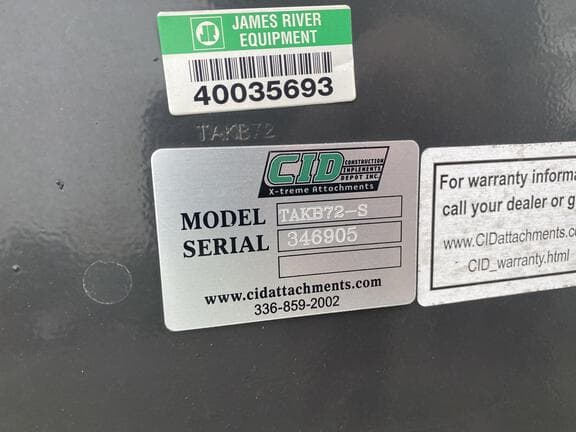 JAMES RIVER
EQUIPMENT
40035693
TAKB72
CID
CONSTRUCTION
IMPLEMENTS
DEPOT INC.
X-treme Attachments
MODEL TAKB72-S
SERIAL 346905
www.cidattachments.com
336-859-2002
For warranty informa
call your dealer or g
www.CIDattachments.co
CID_warranty.html